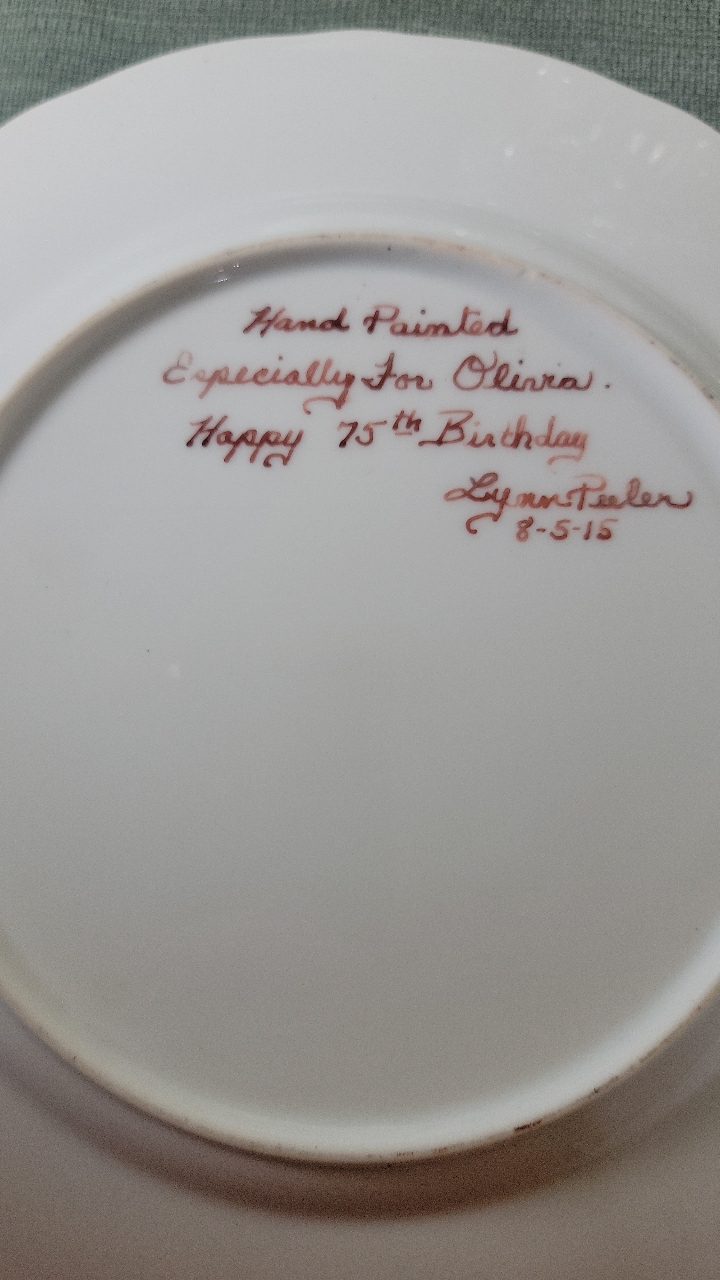 Hand Painted
Especially For Olivia.
Happy 75th Birthday
Lynn Peeler
8-5-15